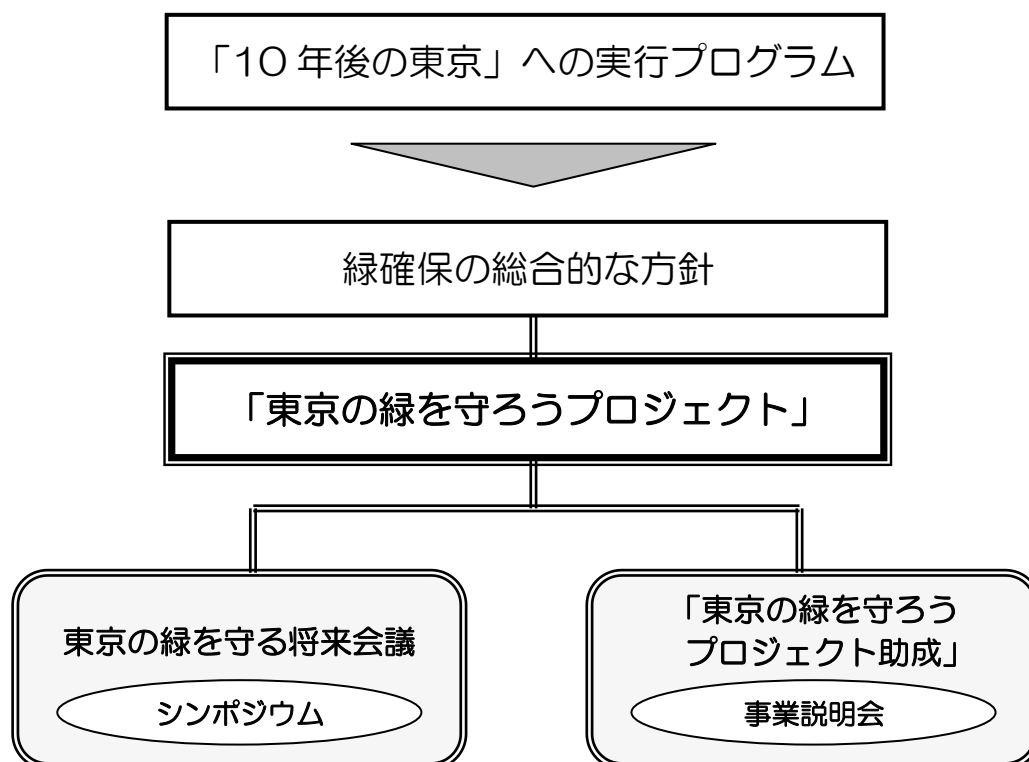 「10年後の東京」への実行プログラム
緑確保の総合的な方針
「東京の緑を守ろうプロジェクト」
東京の緑を守る将来会議
シンポジウム
「東京の緑を守ろう
プロジェクト助成」
事業説明会